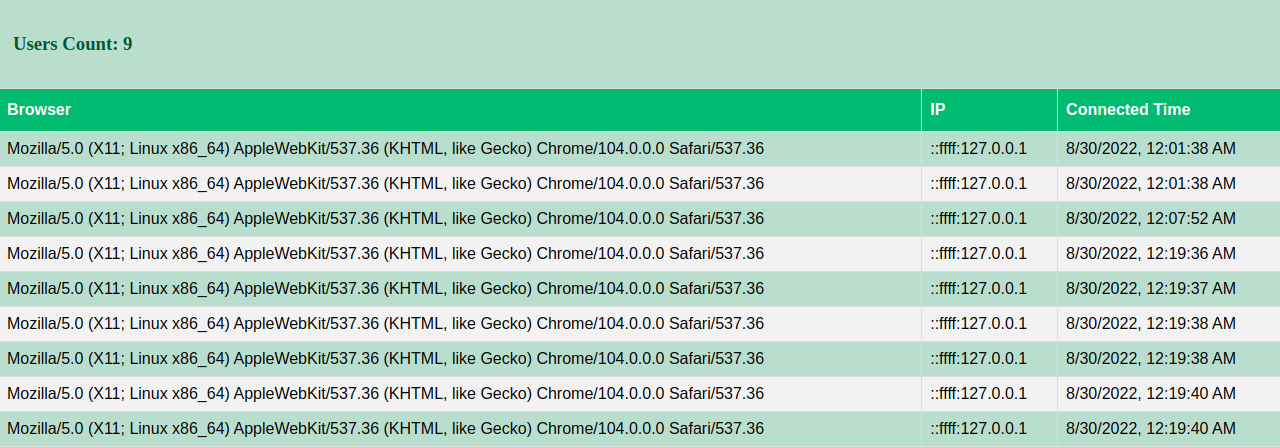 Users Count: 9
Browser IP Connected Time
Mozilla/5.0 (X11; Linux x86_64) AppleWebKit/537.36 (KHTML, like Gecko) Chrome/104.0.0.0 Safari/537.36 ::ffff:127.0.0.1 8/30/2022, 12:01:38 AM
Mozilla/5.0 (X11; Linux x86_64) AppleWebKit/537.36 (KHTML, like Gecko) Chrome/104.0.0.0 Safari/537.36 ::ffff:127.0.0.1 8/30/2022, 12:01:38 AM
Mozilla/5.0 (X11; Linux x86_64) AppleWebKit/537.36 (KHTML, like Gecko) Chrome/104.0.0.0 Safari/537.36 ::ffff:127.0.0.1 8/30/2022, 12:07:52 AM
Mozilla/5.0 (X11; Linux x86_64) AppleWebKit/537.36 (KHTML, like Gecko) Chrome/104.0.0.0 Safari/537.36 ::ffff:127.0.0.1 8/30/2022, 12:19:36 AM
Mozilla/5.0 (X11; Linux x86_64) AppleWebKit/537.36 (KHTML, like Gecko) Chrome/104.0.0.0 Safari/537.36 ::ffff:127.0.0.1 8/30/2022, 12:19:37 AM
Mozilla/5.0 (X11; Linux x86_64) AppleWebKit/537.36 (KHTML, like Gecko) Chrome/104.0.0.0 Safari/537.36 ::ffff:127.0.0.1 8/30/2022, 12:19:38 AM
Mozilla/5.0 (X11; Linux x86_64) AppleWebKit/537.36 (KHTML, like Gecko) Chrome/104.0.0.0 Safari/537.36 ::ffff:127.0.0.1 8/30/2022, 12:19:38 AM
Mozilla/5.0 (X11; Linux x86_64) AppleWebKit/537.36 (KHTML, like Gecko) Chrome/104.0.0.0 Safari/537.36 ::ffff:127.0.0.1 8/30/2022, 12:19:40 AM
Mozilla/5.0 (X11; Linux x86_64) AppleWebKit/537.36 (KHTML, like Gecko) Chrome/104.0.0.0 Safari/537.36 ::ffff:127.0.0.1 8/30/2022, 12:19:40 AM